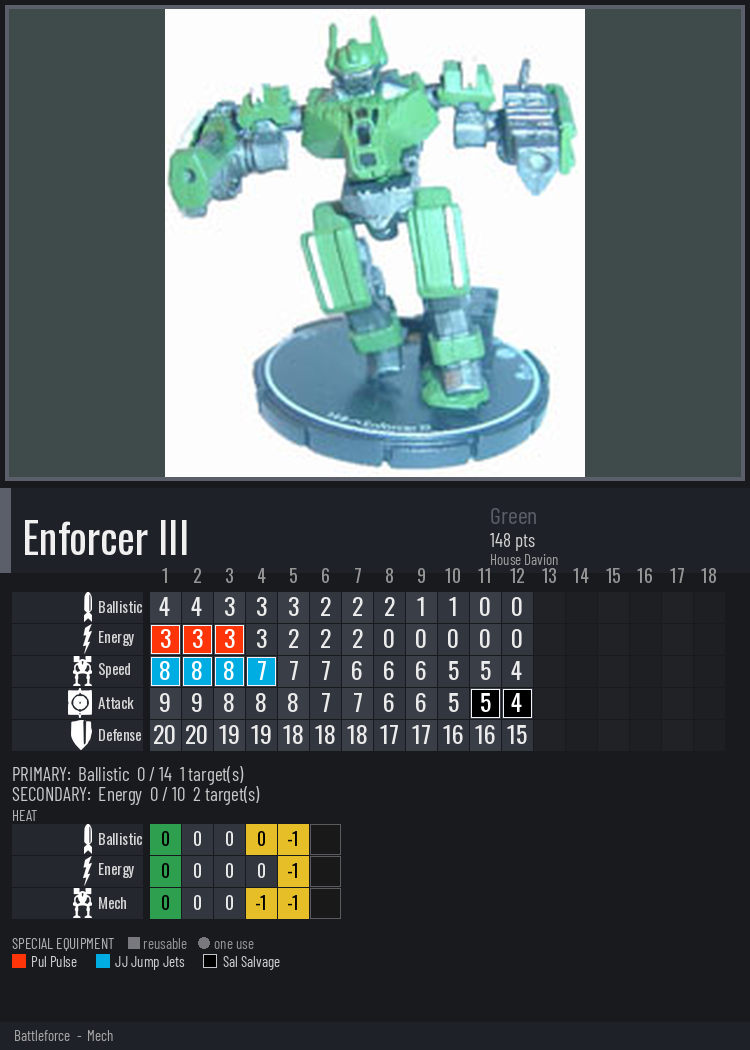 Enforcer III
Green
148 pts
House Davion
1 2 3 4 5 6 7 8 9 10 11 12 13 14 15 16 17 18
Ballistic 4 4 3 3 3 2 2 2 1 1 0 0
Energy 3 3 3 3 2 2 2 0 0 0 0 0
Speed 8 8 8 7 7 7 6 6 6 5 5 4
Attack 9 9 8 8 8 7 7 6 6 5 5 4
Defense 20 20 19 19 18 18 18 17 17 16 16 15
PRIMARY: Ballistic 0 / 14 1 target(s)
SECONDARY: Energy 0 / 10 2 target(s)
HEAT
Ballistic 0 0 0 0 -1
Energy 0 0 0 0 -1
Mech 0 0 0 -1 -1
SPECIAL EQUIPMENT reusable one use
Pul Pulse JJ Jump Jets Sal Salvage
Battleforce - Mech